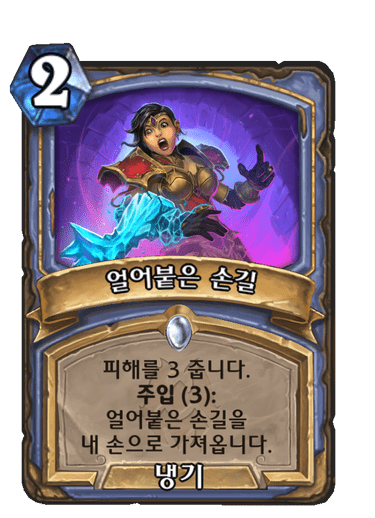 2
얼어붙은 손길
피해를 3 줍니다.
주입 (3):
얼어붙은 손길을
내 손으로 가져옵니다.
냉기